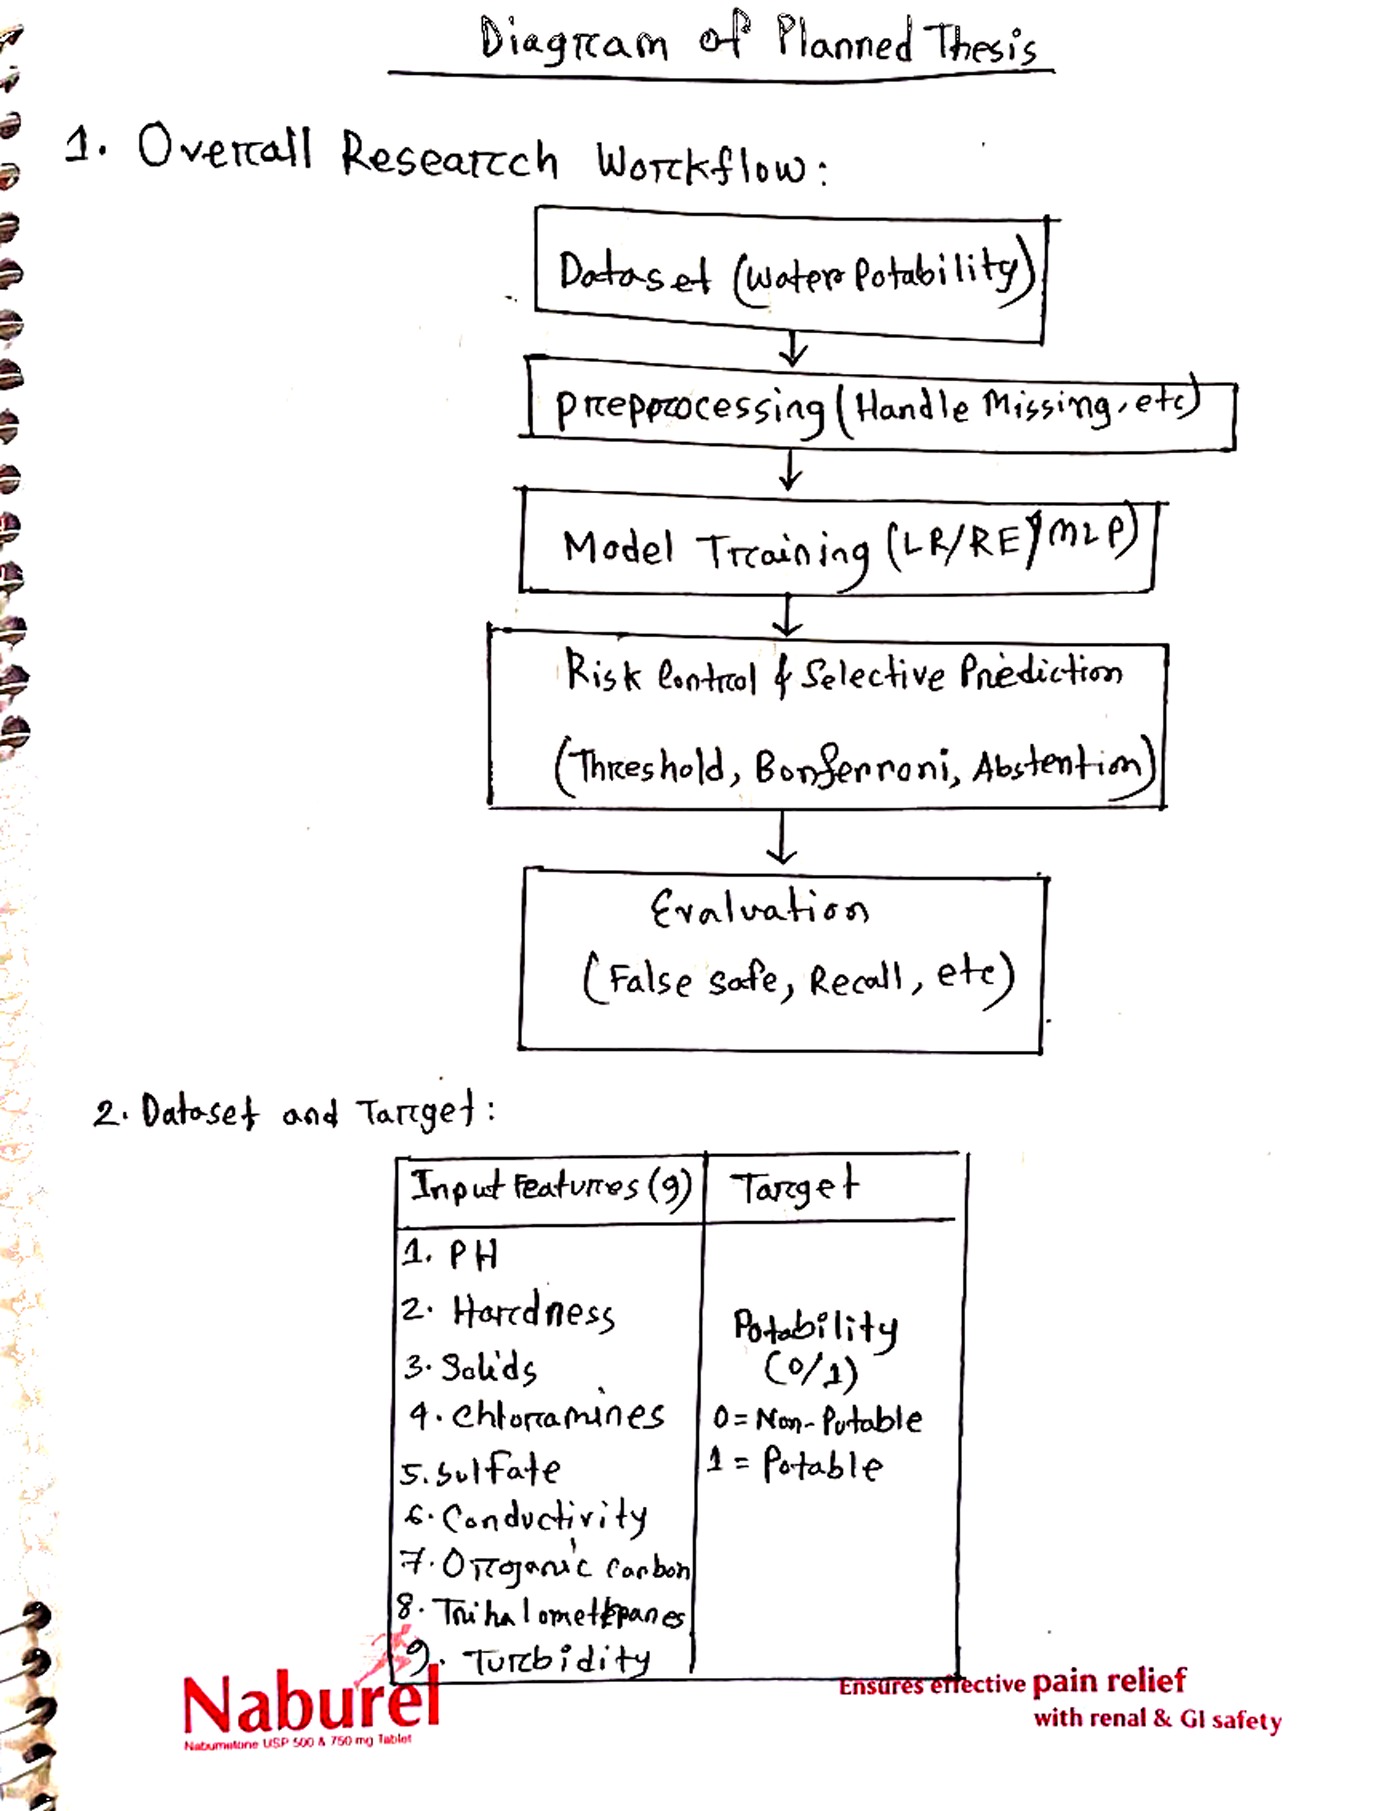 Diagram of Planned Thesis
1. Overall Research Workflow:
Dataset (Water Potability)
Preprocessing (Handle Missing, etc)
Model Training (LR/RF/MLP)
Risk Control & Selective Prediction
(Threshold, Bonferroni, Abstention)
Evaluation
(False safe, Recall, etc)
2. Dataset and Target:
Input Features (9) Target
1. PH
2. Hardness
3. Solids
4. Chloramines
5. Sulfate
6. Conductivity
7. Organic Carbon
8. Trihalomethanes
9. Turbidity
Potability
(0/1)
0 = Non-Potable
1 = Potable
Naburel
Nabumetone USP 500 & 750 mg Tablet
Ensures effective pain relief
with renal & GI safety